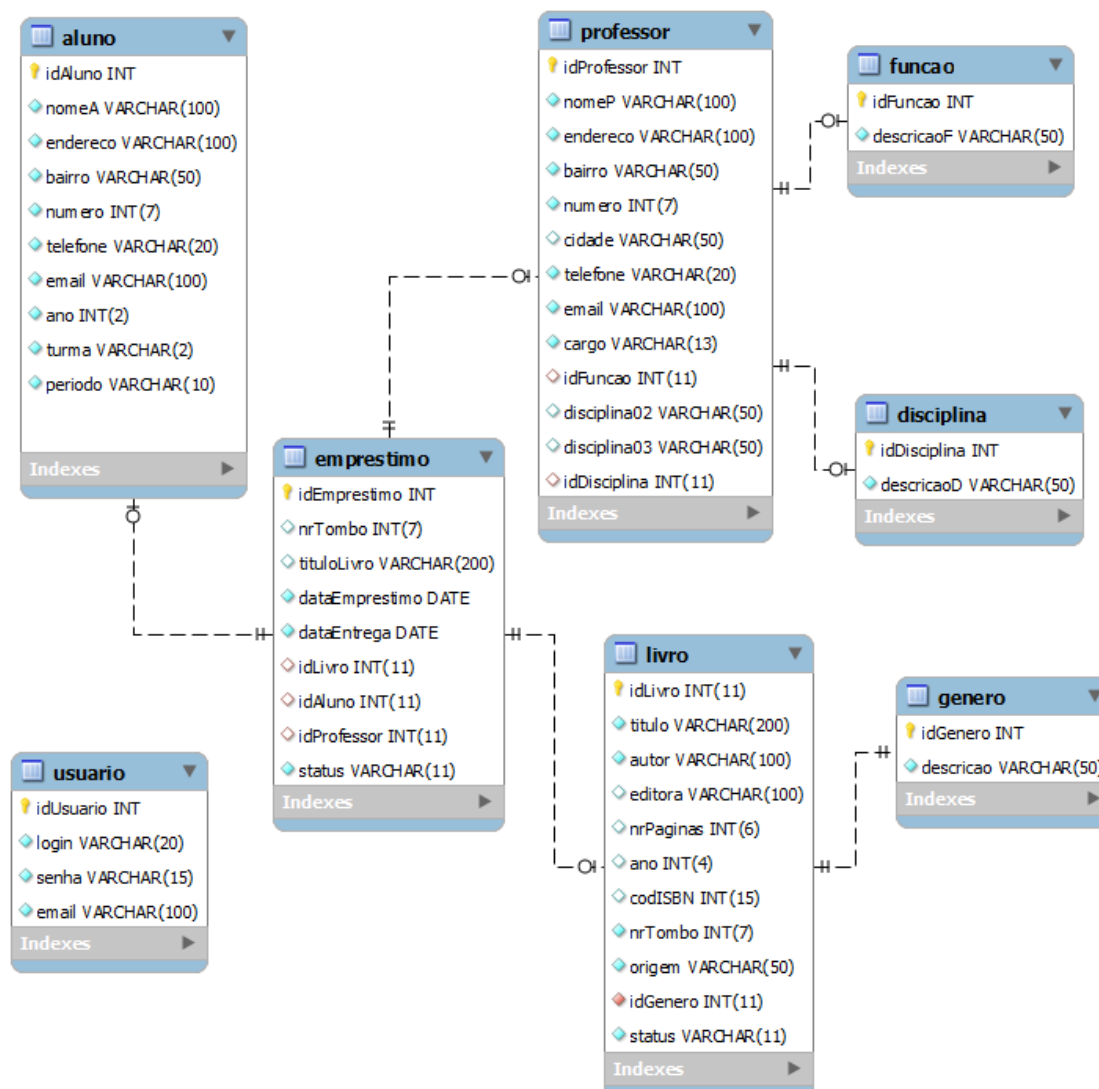 aluno
idAluno INT
nomeA VARCHAR(100)
endereco VARCHAR(100)
bairro VARCHAR(50)
numero INT(7)
telefone VARCHAR(20)
email VARCHAR(100)
ano INT(2)
turma VARCHAR(2)
periodo VARCHAR(10)
Indexes
professor
idProfessor INT
nomeP VARCHAR(100)
endereco VARCHAR(100)
bairro VARCHAR(50)
numero INT(7)
cidade VARCHAR(50)
telefone VARCHAR(20)
email VARCHAR(100)
cargo VARCHAR(13)
idFuncao INT(11)
disciplina02 VARCHAR(50)
disciplina03 VARCHAR(50)
idDisciplina INT(11)
Indexes
funcao
idFuncao INT
descricaoF VARCHAR(50)
Indexes
disciplina
idDisciplina INT
descricaoD VARCHAR(50)
Indexes
emprestimo
idEmprestimo INT
nrTombo INT(7)
tituloLivro VARCHAR(200)
dataEmprestimo DATE
dataEntrega DATE
idLivro INT(11)
idAluno INT(11)
idProfessor INT(11)
status VARCHAR(11)
Indexes
usuario
idUsuario INT
login VARCHAR(20)
senha VARCHAR(15)
email VARCHAR(100)
Indexes
livro
idLivro INT(11)
titulo VARCHAR(200)
autor VARCHAR(100)
editora VARCHAR(100)
nrPaginas INT(6)
ano INT(4)
codISBN INT(15)
nrTombo INT(7)
origem VARCHAR(50)
idGenero INT(11)
status VARCHAR(11)
Indexes
genero
idGenero INT
descricao VARCHAR(50)
Indexes